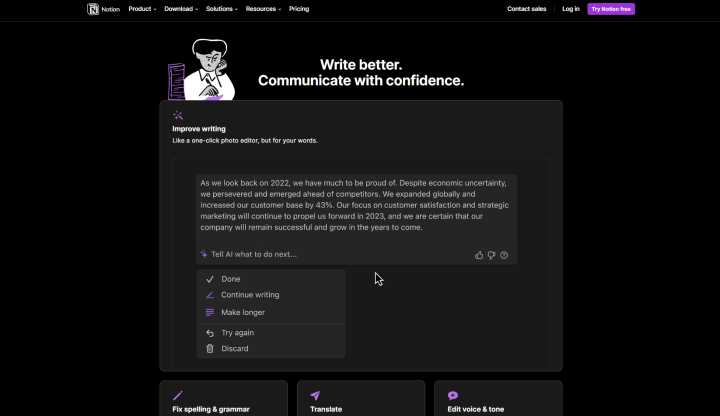 Notion Product Download Solutions Resources Pricing Contact sales Log in Try Notion free
Write better.
Communicate with confidence.
Improve writing
Like a one-click photo editor, but for your words.
As we look back on 2022, we have much to be proud of. Despite economic uncertainty,
we persevered and emerged ahead of competitors. We expanded globally and
increased our customer base by 43%. Our focus on customer satisfaction and strategic
marketing will continue to propel us forward in 2023, and we are certain that our
company will remain successful and grow in the years to come.
Tell AI what to do next...
Done
Continue writing
Make longer
Try again
Discard
Fix spelling & grammar Translate Edit voice & tone